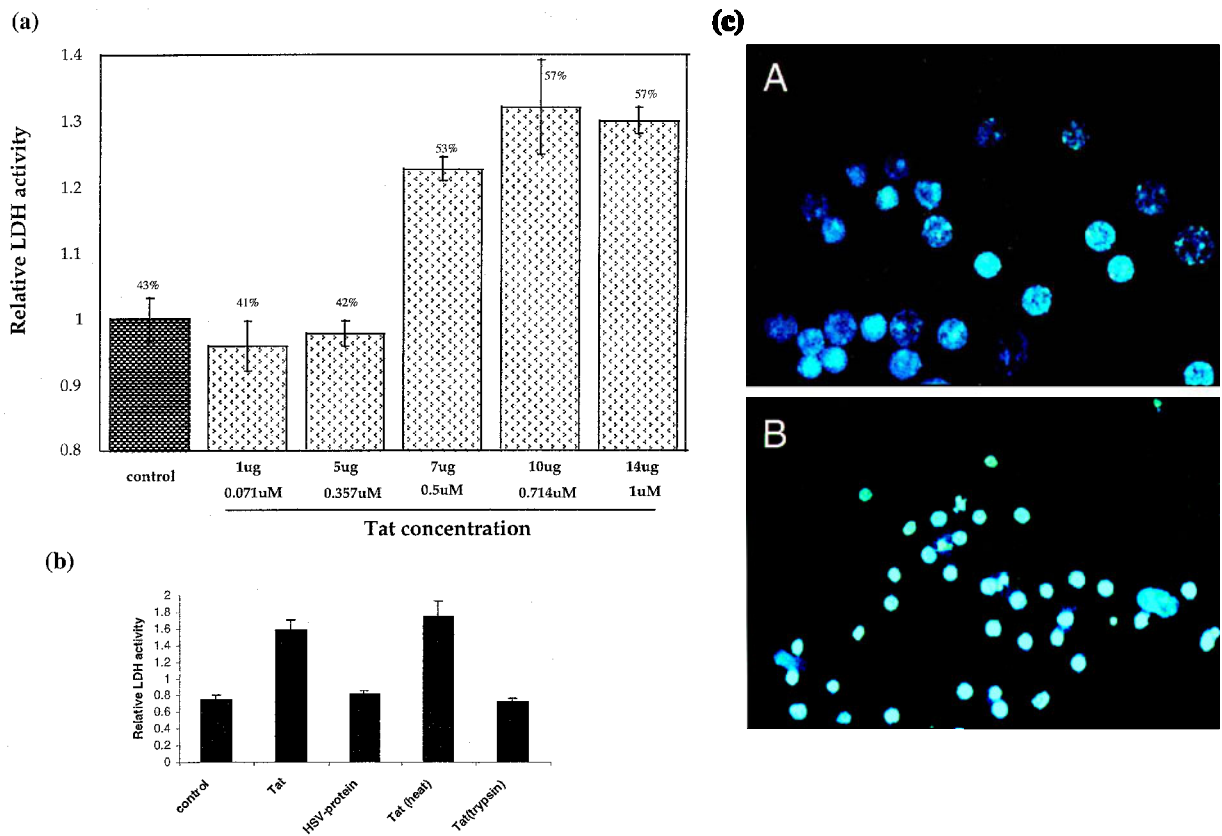 (a)
1.4
1.3
1.2
1.1
1
0.9
0.8
Relative LDH activity
43%
41%
42%
53%
57%
57%
control
1ug
5ug
7ug
10ug
14ug
0.071uM
0.357uM
0.5uM
0.714uM
1uM
Tat concentration
(b)
2
1.8
1.6
1.4
1.2
1
0.8
0.6
0.4
0.2
0
Relative LDH activity
control
Tat
HSV-protein
Tat (heat)
Tat(trypsin)
(c)
A
B